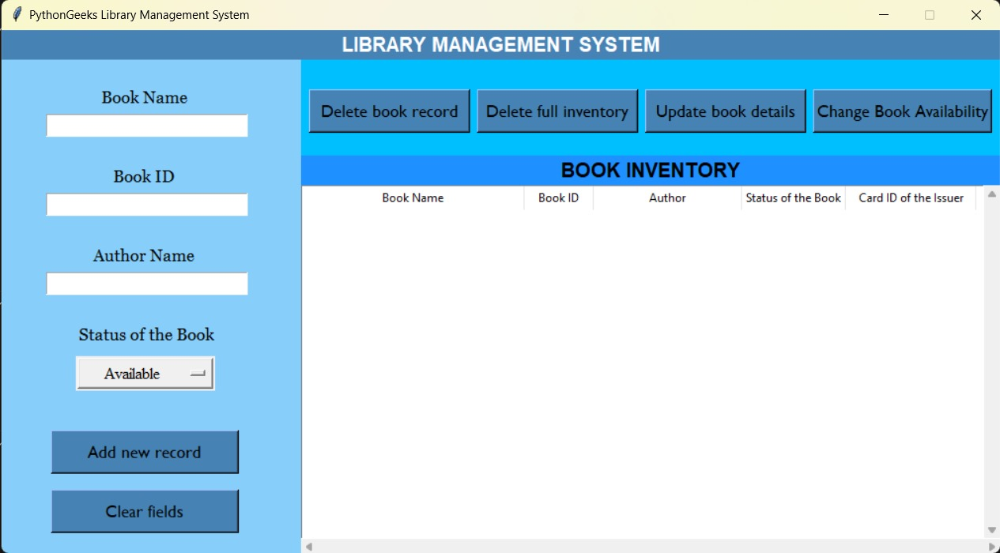 PythonGeeks Library Management System
LIBRARY MANAGEMENT SYSTEM
Book Name
Book ID
Author Name
Status of the Book
Available
Add new record
Clear fields
Delete book record
Delete full inventory
Update book details
Change Book Availability
BOOK INVENTORY
Book Name
Book ID
Author
Status of the Book
Card ID of the Issuer